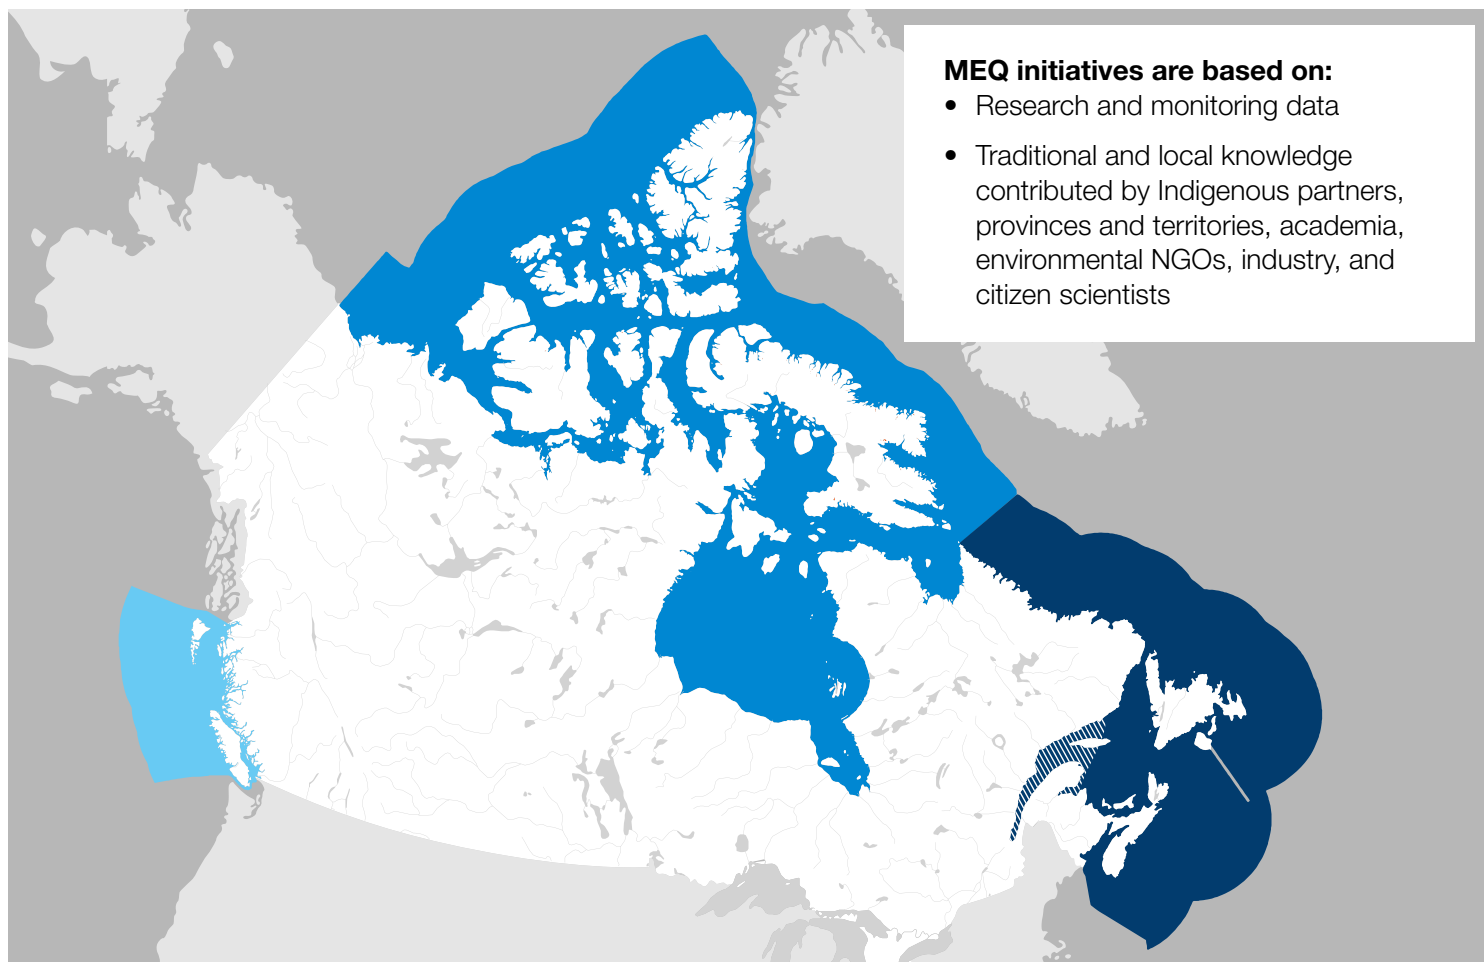 MEQ initiatives are based on:
• Research and monitoring data
• Traditional and local knowledge
contributed by Indigenous partners,
provinces and territories, academia,
environmental NGOs, industry, and
citizen scientists